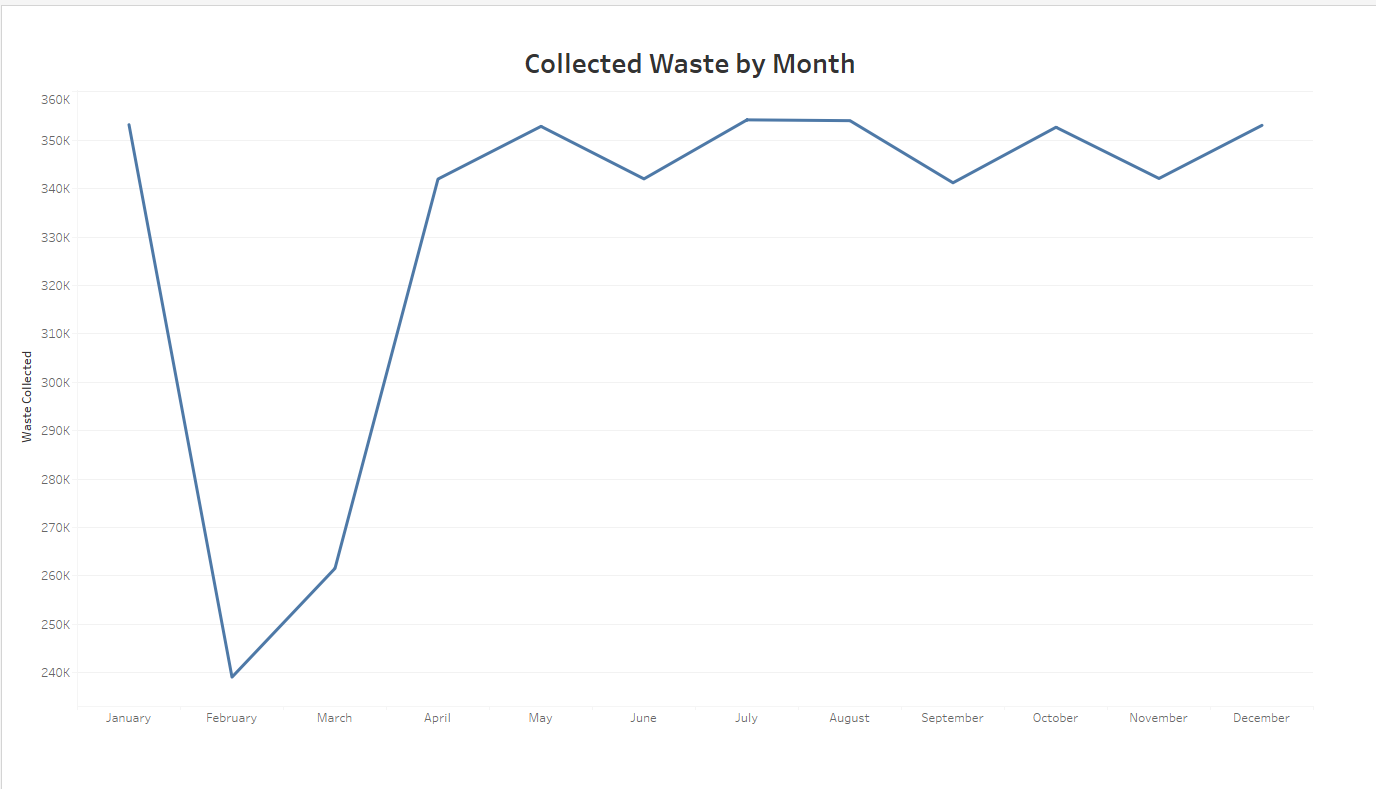 Collected Waste by Month
360K
350K
340K
330K
320K
310K
300K
290K
280K
270K
260K
250K
240K
Waste Collected
January February March April May June July August September October November December